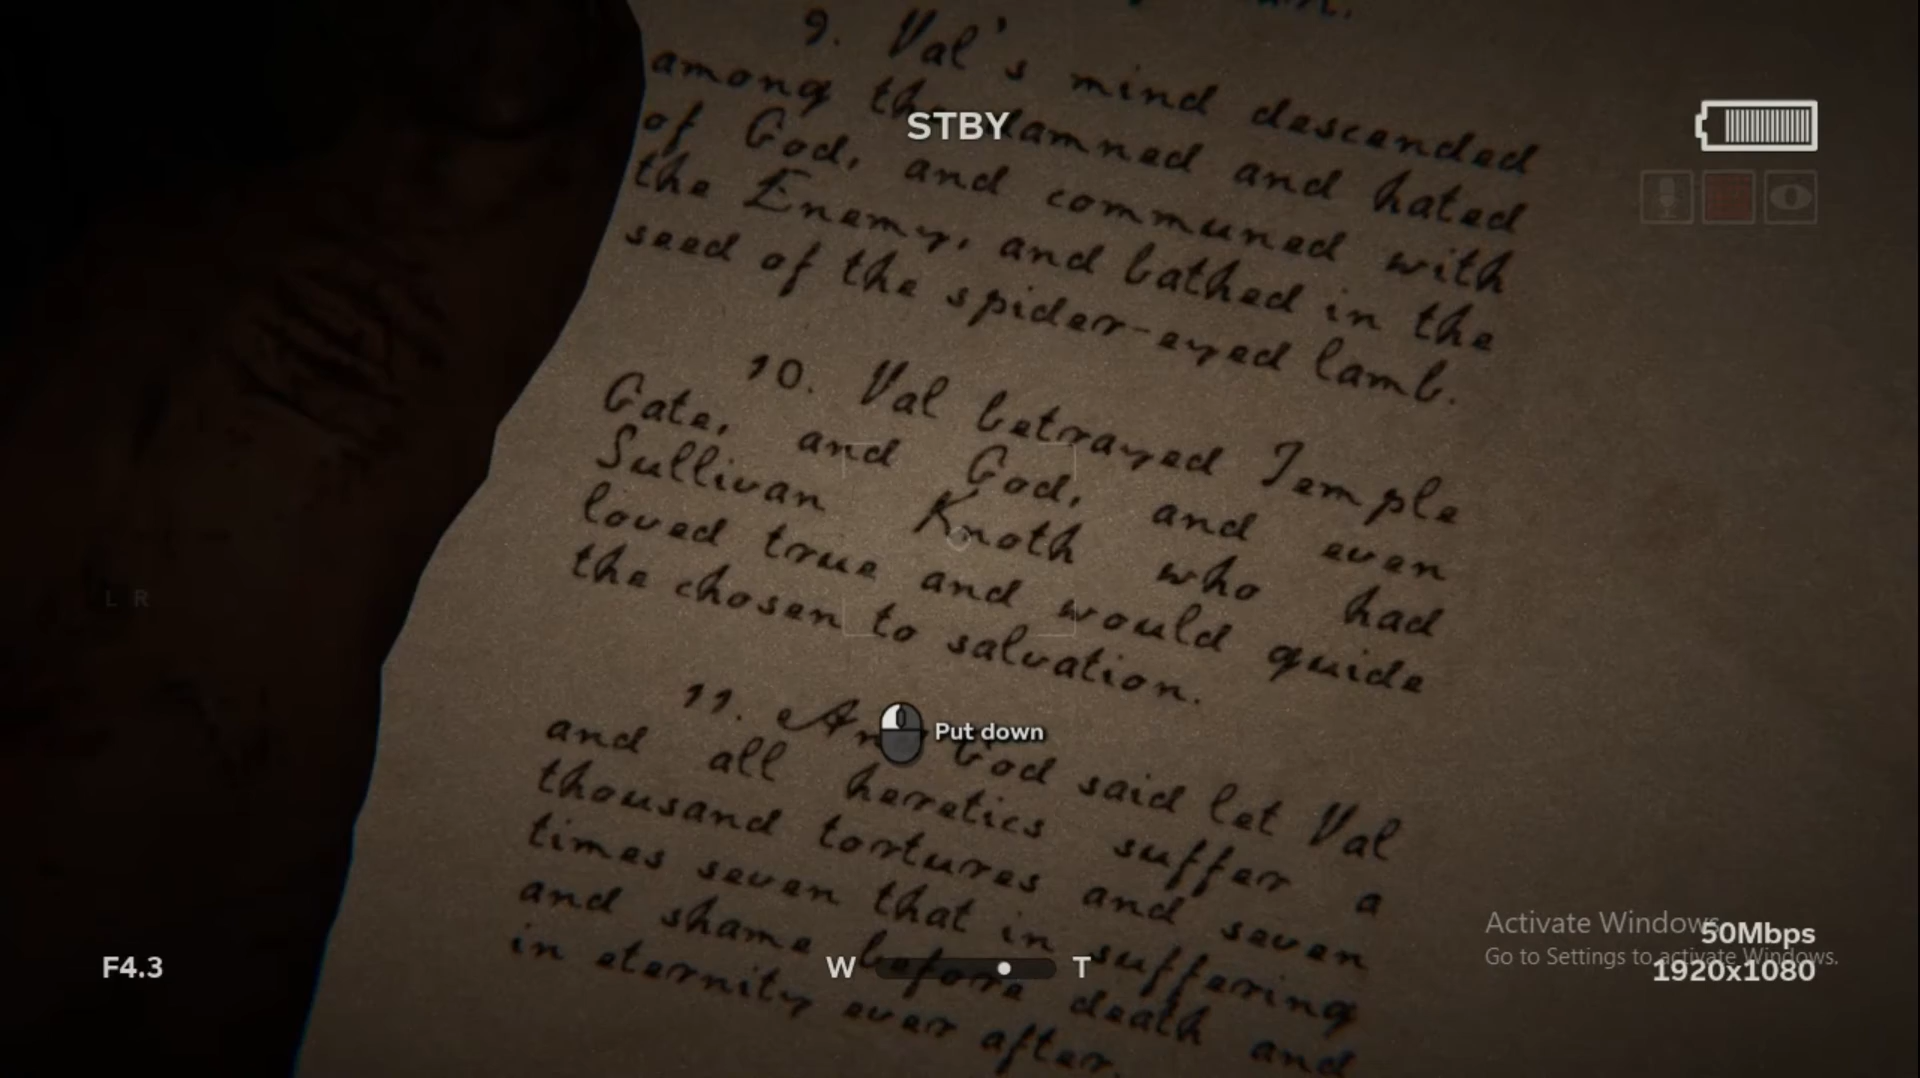 9. Val's mind descended
among the damned and hated
of God, and communed with
the Enemy, and bathed in the
seed of the spider-eyed lamb.
10. Val betrayed Temple
Gate, and God, and even
Sullivan Knoth who had
loved true and would guide
the chosen to salvation.
11. And God said let Val
and all heretics suffer a
thousand tortures and seven
times seven that in suffering
and shame before death and
in eternity ever after.
STBY
L R
Put down
F4.3
W T
Activate Windows
Go to Settings to activate Windows.
50Mbps
1920x1080